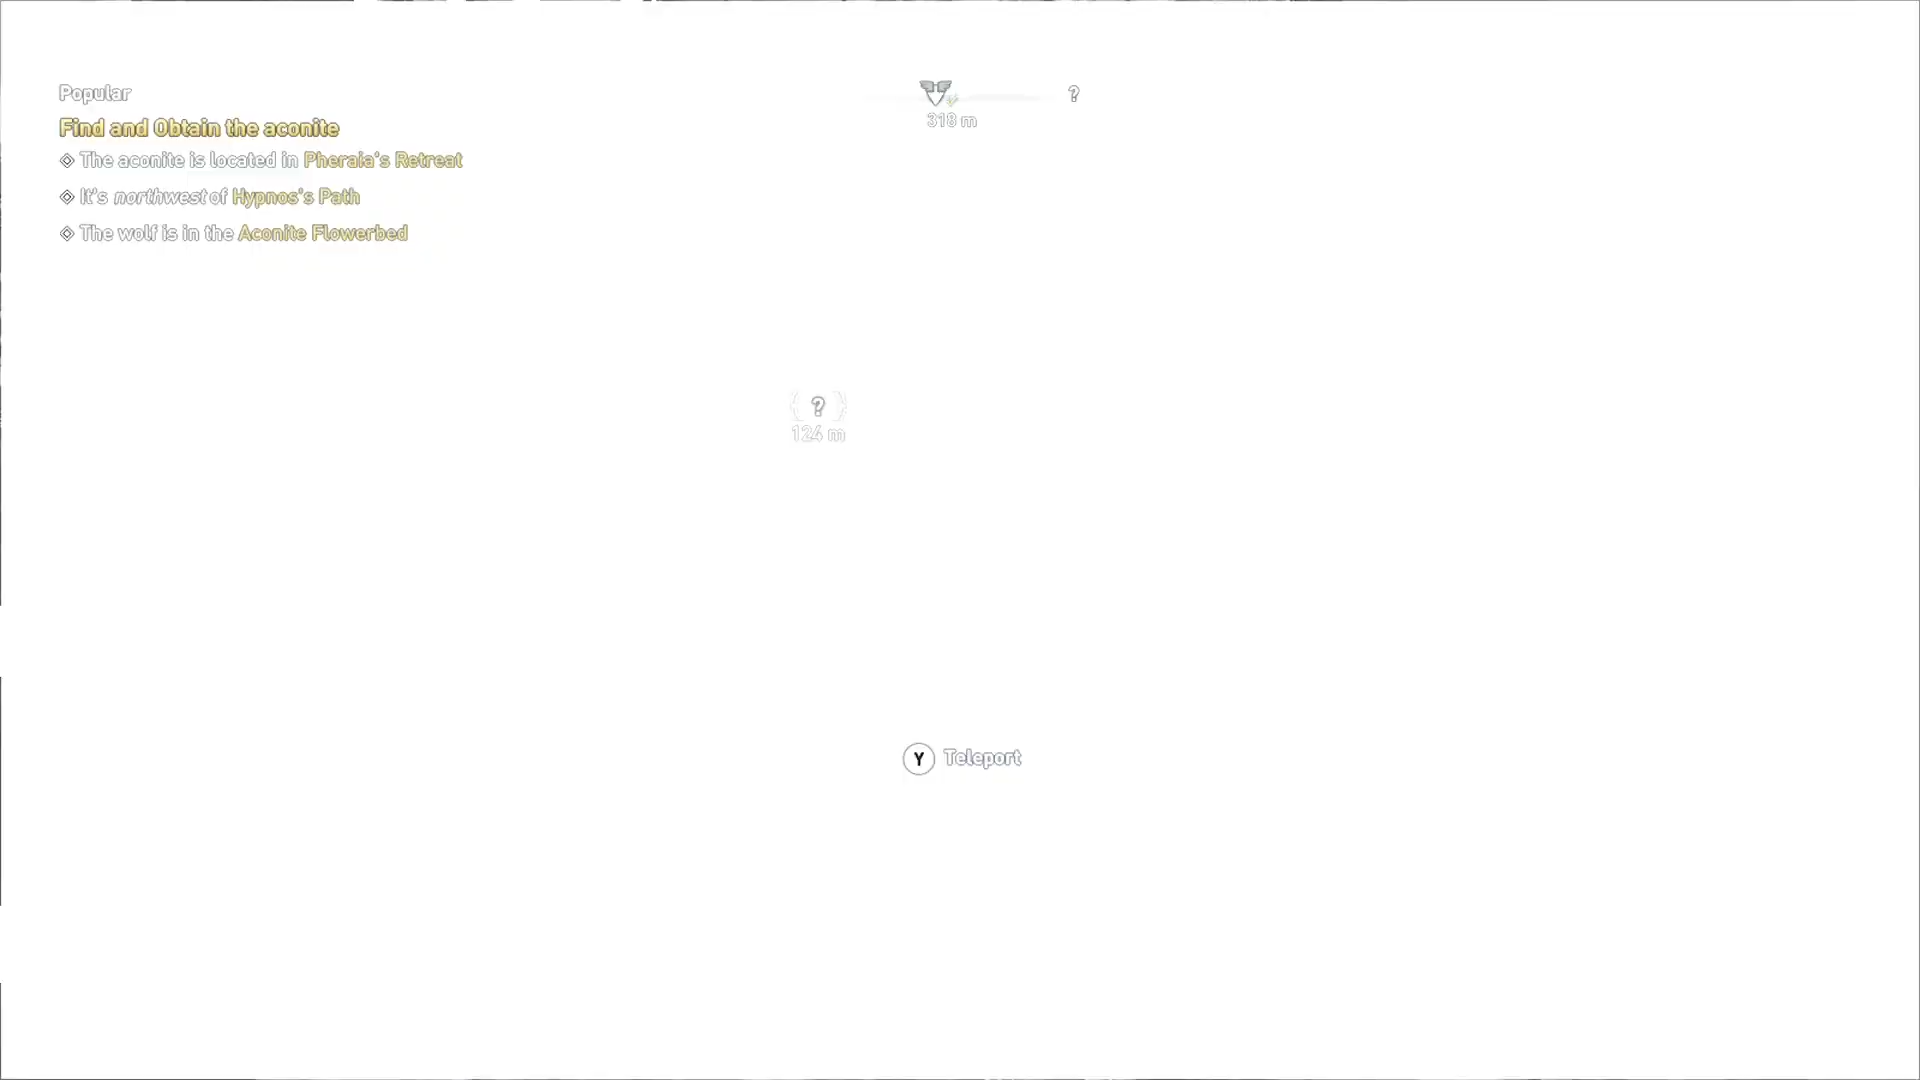 Popular
Find and Obtain the aconite
The aconite is located in Pheraia's Retreat
It's northwest of Hypnos's Path
The wolf is in the Aconite Flowerbed
?
318 m
?
124 m
Y Teleport